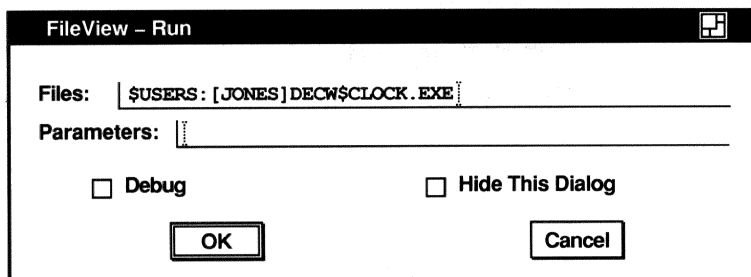 FileView – Run
Files: $USERS:[JONES]DECW$CLOCK.EXE
Parameters:
Debug
Hide This Dialog
OK
Cancel